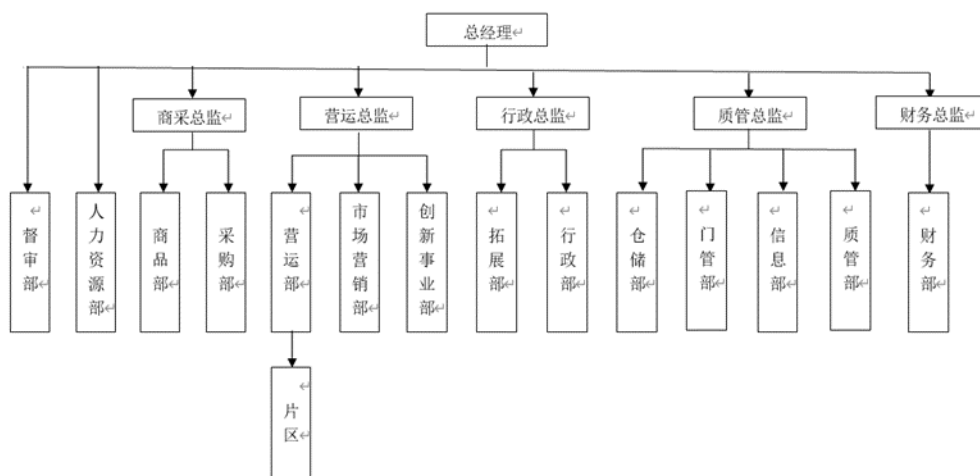 总经理
商采总监
营运总监
行政总监
质管总监
财务总监
督审部
人力资源部
商品部
采购部
营运部
市场营销部
创新事业部
拓展部
行政部
仓储部
门管部
信息部
质管部
财务部
片区